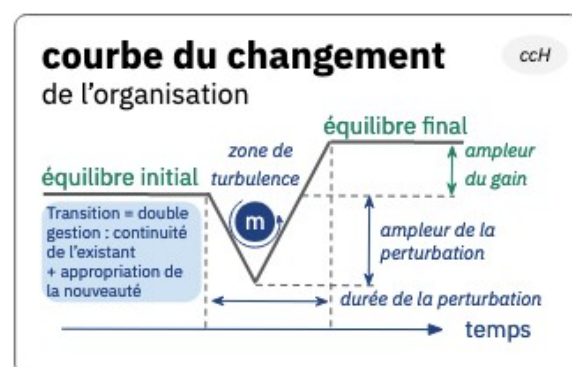 courbe du changement
ccH
de l'organisation
équilibre final
zone de
turbulence
ampleur
du gain
équilibre initial
Transition = double
gestion : continuité
de l'existant
+ appropriation de
la nouveauté
m
ampleur de la
perturbation
durée de la perturbation
temps